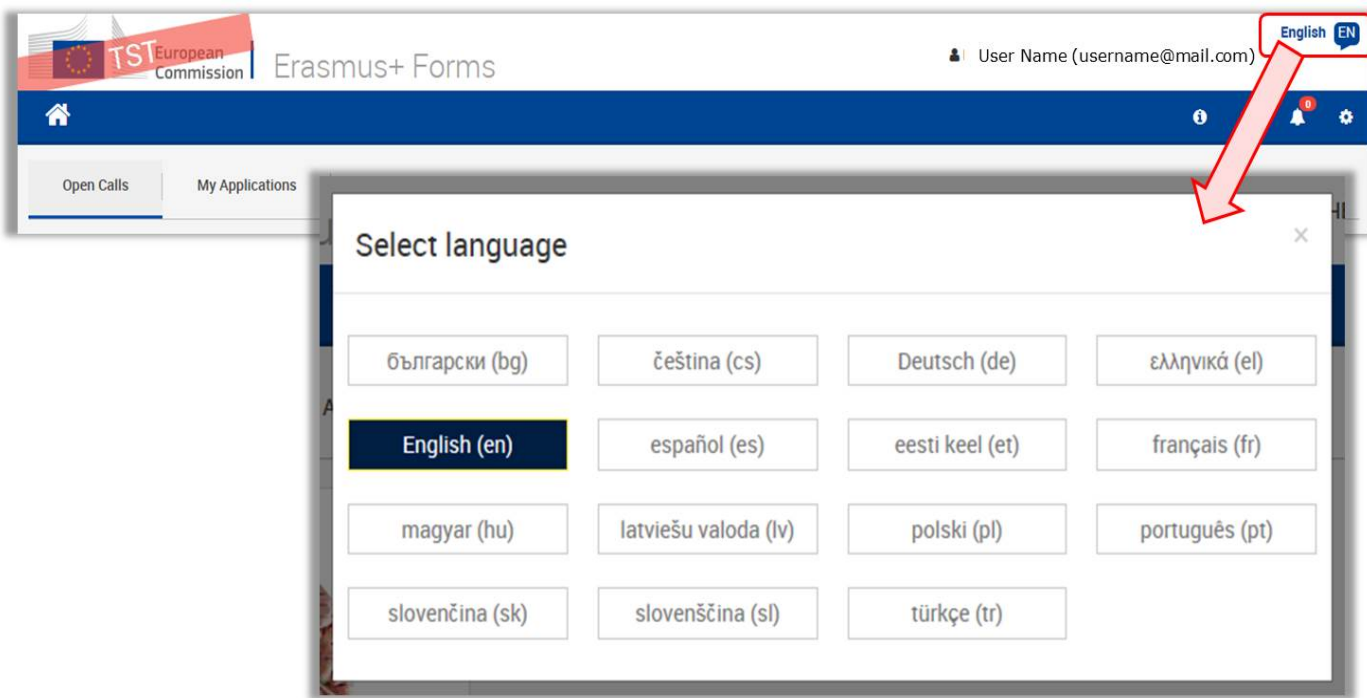 English EN
TST European
Commission
Erasmus+ Forms
User Name (username@mail.com)
0
Open Calls My Applications
Select language ×
български (bg) čeština (cs) Deutsch (de) ελληνικά (el)
English (en) español (es) eesti keel (et) français (fr)
magyar (hu) latviešu valoda (lv) polski (pl) português (pt)
slovenčina (sk) slovenščina (sl) türkçe (tr)